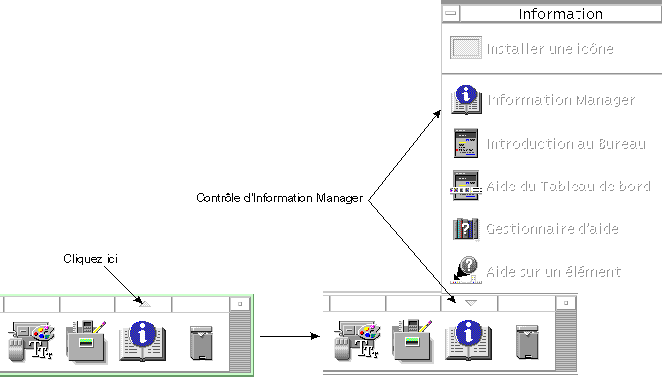 Information
Installer une icône
Information Manager
Introduction au Bureau
Aide du Tableau de bord
Contrôle d'Information Manager
Gestionnaire d'aide
Cliquez ici
Aide sur un élément